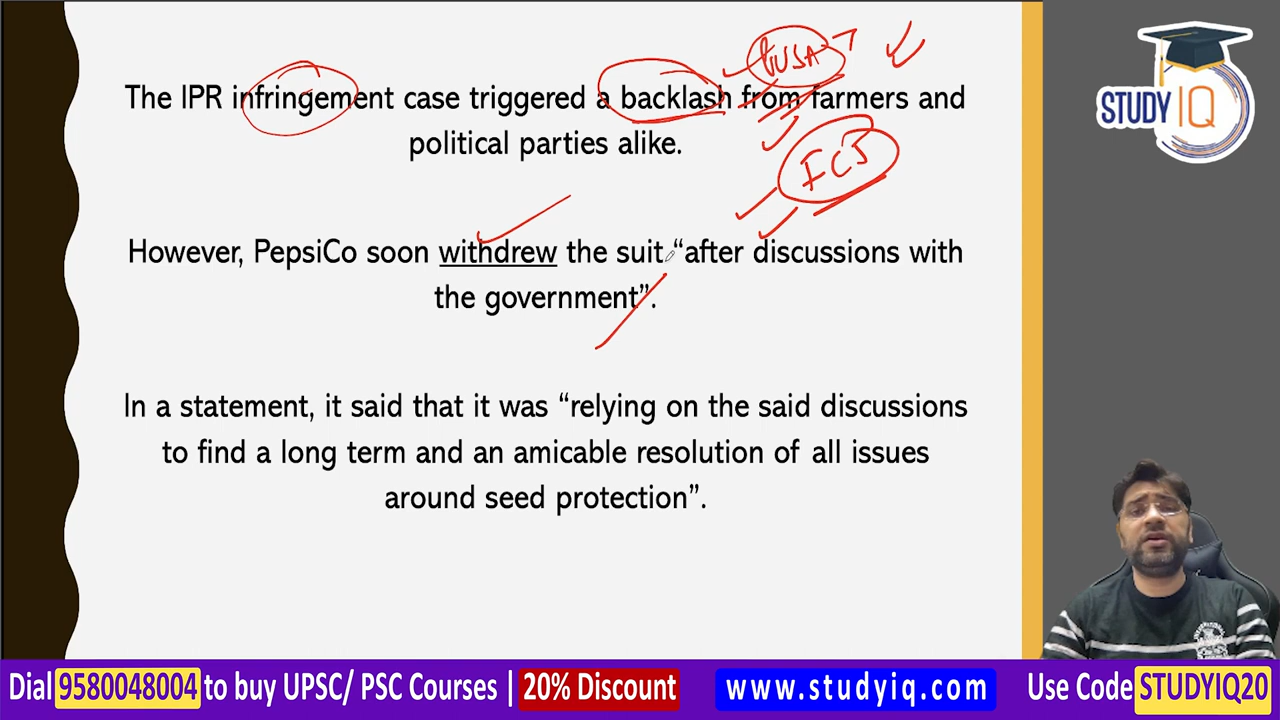 The IPR infringement case triggered a backlash from farmers and
political parties alike.
However, PepsiCo soon withdrew the suit “after discussions with
the government”.
In a statement, it said that it was “relying on the said discussions
to find a long term and an amicable resolution of all issues
around seed protection”.
STUDY IQ
Dial 9580048004 to buy UPSC/ PSC Courses | 20% Discount www.studyiq.com Use Code STUDYIQ20